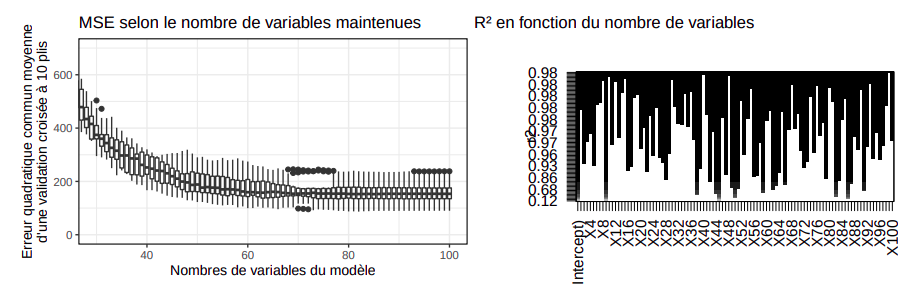 MSE selon le nombre de variables maintenues
Erreur quadratique commun moyenne
d'une validation croisée à 10 plis
600
400
200
0
40
60
80
100
Nombres de variables du modèle
R² en fonction du nombre de variables
r2
0.98
0.98
0.98
0.98
0.98
0.97
0.97
0.96
0.93
0.86
0.68
0.12
(Intercept)
X4
X8
X12
X16
X20
X24
X28
X32
X36
X40
X44
X48
X52
X56
X60
X64
X68
X72
X76
X80
X84
X88
X92
X96
X100